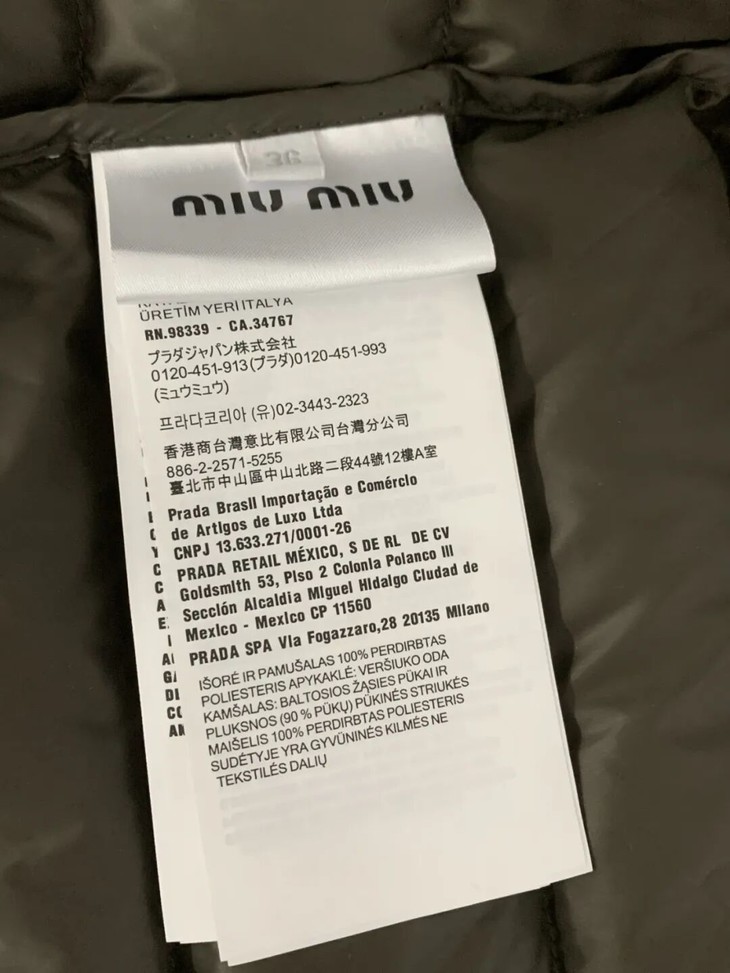 36
miu miu
ÜRETİM YERİ İTALYA
RN.98339 - CA.34767
プラダジャパン株式会社
0120-451-913(プラダ)0120-451-993
(ミュウミュウ)
프라다코리아 (유)02-3443-2323
香港商台灣意比有限公司台灣分公司
886-2-2571-5255
臺北市中山區中山北路二段44號12樓A室
Prada Brasil Importação e Comércio
de Artigos de Luxo Ltda
CNPJ 13.633.271/0001-26
PRADA RETAIL MÉXICO, S DE RL DE CV
Goldsmith 53, Piso 2 Colonia Polanco III
Sección Alcaldia Miguel Hidalgo Ciudad de
Mexico - Mexico CP 11560
PRADA SPA Via Fogazzaro,28 20135 Milano
IŠORĖ IR PAMUŠALAS 100% PERDIRBTAS
POLIESTERIS APYKAKLĖ: VERŠIUKO ODA
KAMŠALAS: BALTOSIOS ŽĄSIES PŪKAI IR
PLUKSNOS (90 % PŪKŲ) PŪKINĖS STRIUKĖS
MAIŠELIS 100% PERDIRBTAS POLIESTERIS
SUDĖTYJE YRA GYVŪNINĖS KILMĖS NE
TEKSTILĖS DALIŲ